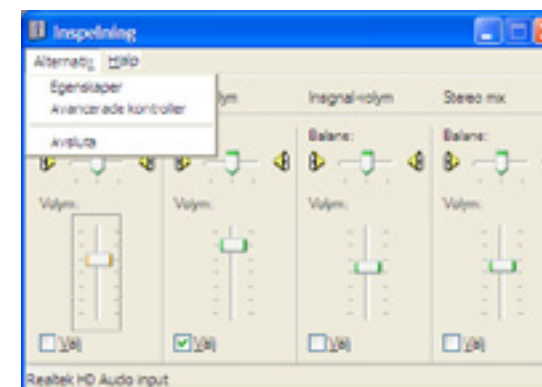 Inspelning
Alternativ Hjälp
Egenskaper
Avancerade kontroller
Avsluta
Insignal-volym Stereo mix
Balans: Balans:
Volym: Volym: Volym: Volym:
Välj Välj Välj Välj
Realtek HD Audio input